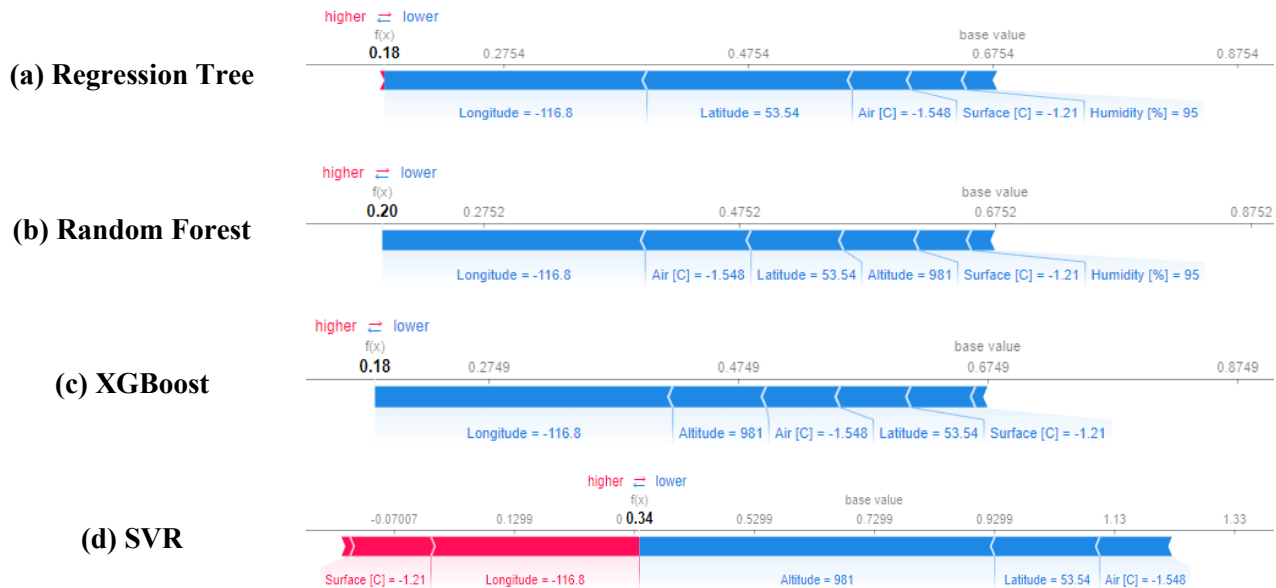 higher ⇄ lower
f(x) base value
0.18 0.2754 0.4754 0.6754 0.8754
(a) Regression Tree
Longitude = -116.8 Latitude = 53.54 Air [C] = -1.548 Surface [C] = -1.21 Humidity [%] = 95
higher ⇄ lower
f(x) base value
0.20 0.2752 0.4752 0.6752 0.8752
(b) Random Forest
Longitude = -116.8 Air [C] = -1.548 Latitude = 53.54 Altitude = 981 Surface [C] = -1.21 Humidity [%] = 95
higher ⇄ lower
f(x) base value
0.18 0.2749 0.4749 0.6749 0.8749
(c) XGBoost
Longitude = -116.8 Altitude = 981 Air [C] = -1.548 Latitude = 53.54 Surface [C] = -1.21
higher ⇄ lower
f(x) base value
-0.07007 0.1299 0.34 0.5299 0.7299 0.9299 1.13 1.33
(d) SVR
Surface [C] = -1.21 Longitude = -116.8 Altitude = 981 Latitude = 53.54 Air [C] = -1.548